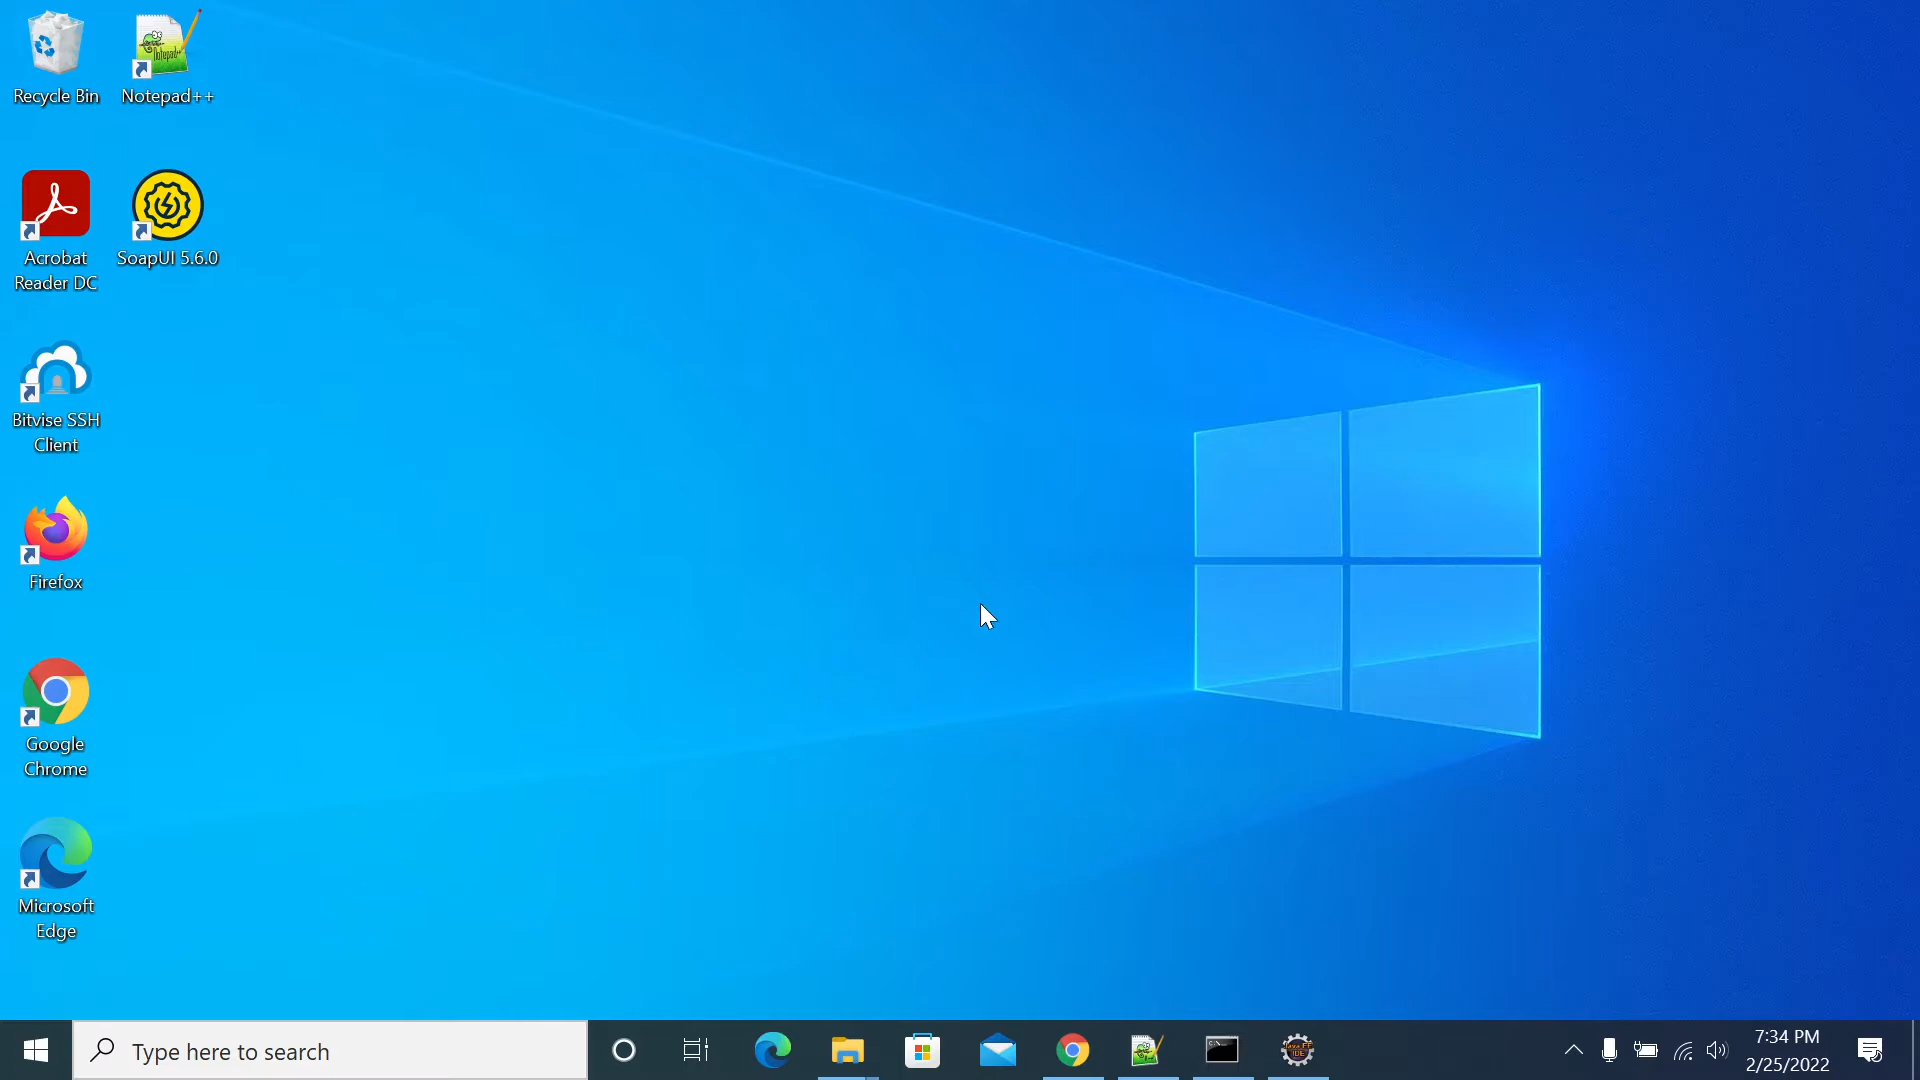 Recycle Bin
Notepad++
Acrobat
Reader DC
SoapUI 5.6.0
Bitvise SSH
Client
Firefox
Google
Chrome
Microsoft
Edge
Type here to search
7:34 PM
2/25/2022